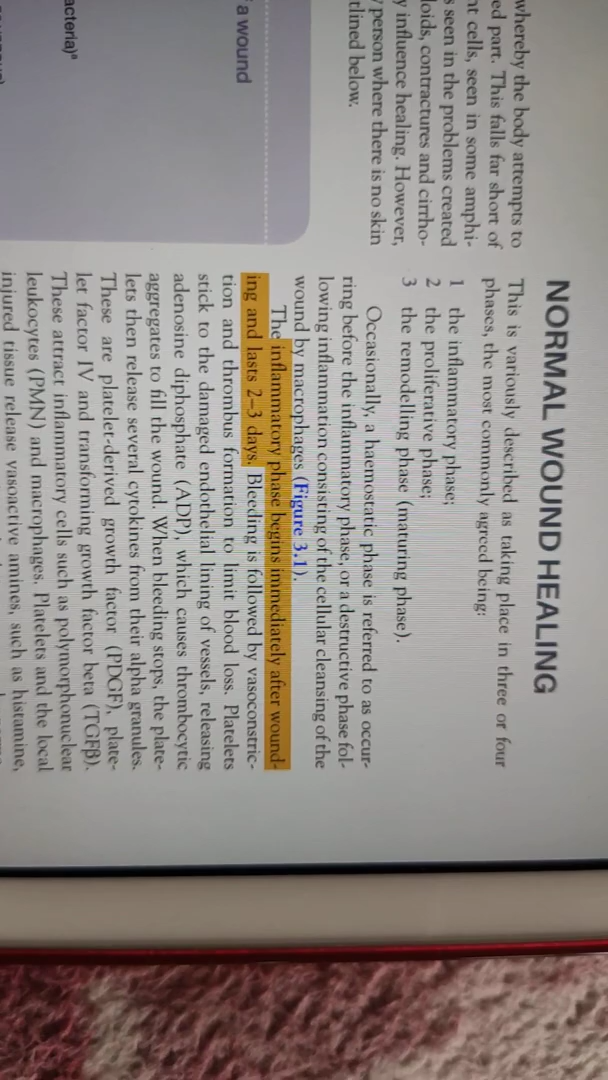 whereby the body attempts to
ed part. This falls far short of
nt cells, seen in some amphi-
s seen in the problems created
loids, contractures and cirrho-
y influence healing. However,
y person where there is no skin
tlined below.
a wound
acteria)ª
NORMAL WOUND HEALING
This is variously described as taking place in three or four
phases, the most commonly agreed being:
1 the inflammatory phase;
2 the proliferative phase;
3 the remodelling phase (maturing phase).
Occasionally, a haemostatic phase is referred to as occur-
ring before the inflammatory phase, or a destructive phase fol-
lowing inflammation consisting of the cellular cleansing of the
wound by macrophages (Figure 3.1).
The inflammatory phase begins immediately after wound-
ing and lasts 2–3 days. Bleeding is followed by vasoconstric-
tion and thrombus formation to limit blood loss. Platelets
stick to the damaged endothelial lining of vessels, releasing
adenosine diphosphate (ADP), which causes thrombocytic
aggregates to fill the wound. When bleeding stops, the plate-
lets then release several cytokines from their alpha granules.
These are platelet-derived growth factor (PDGF), plate-
let factor IV and transforming growth factor beta (TGFβ).
These attract inflammatory cells such as polymorphonuclear
leukocytes (PMN) and macrophages. Platelets and the local
injured tissue release vasoactive amines, such as histamine,